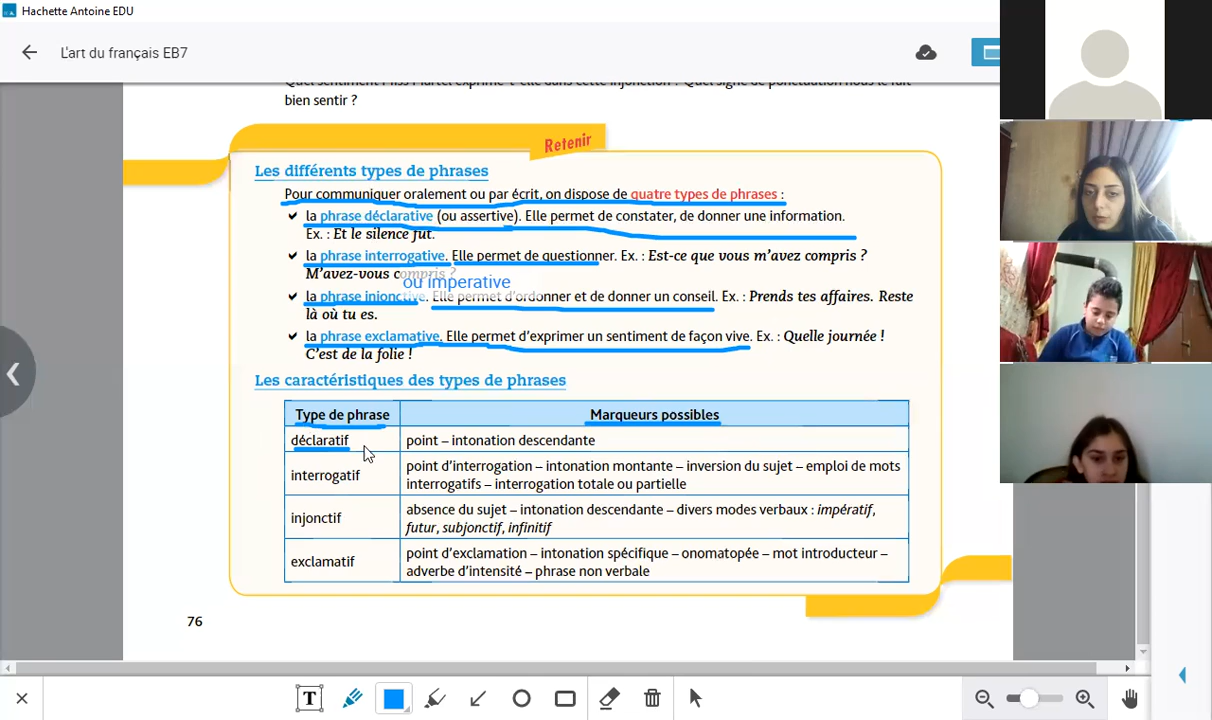 Hachette Antoine EDU
L'art du français EB7
bien sentir ?
Retenir
Les différents types de phrases
Pour communiquer oralement ou par écrit, on dispose de quatre types de phrases :
la phrase déclarative (ou assertive). Elle permet de constater, de donner une information.
Ex. : Et le silence fut.
la phrase interrogative. Elle permet de questionner. Ex. : Est-ce que vous m'avez compris ?
M'avez-vous compris ?
ou imperative
la phrase injonctive. Elle permet d'ordonner et de donner un conseil. Ex. : Prends tes affaires. Reste
là où tu es.
la phrase exclamative. Elle permet d'exprimer un sentiment de façon vive. Ex. : Quelle journée !
C'est de la folie !
Les caractéristiques des types de phrases
Type de phrase Marqueurs possibles
déclaratif point – intonation descendante
interrogatif point d'interrogation – intonation montante – inversion du sujet – emploi de mots
interrogatifs – interrogation totale ou partielle
injonctif absence du sujet – intonation descendante – divers modes verbaux : impératif,
futur, subjonctif, infinitif
exclamatif point d'exclamation – intonation spécifique – onomatopée – mot introducteur –
adverbe d'intensité – phrase non verbale
76
T